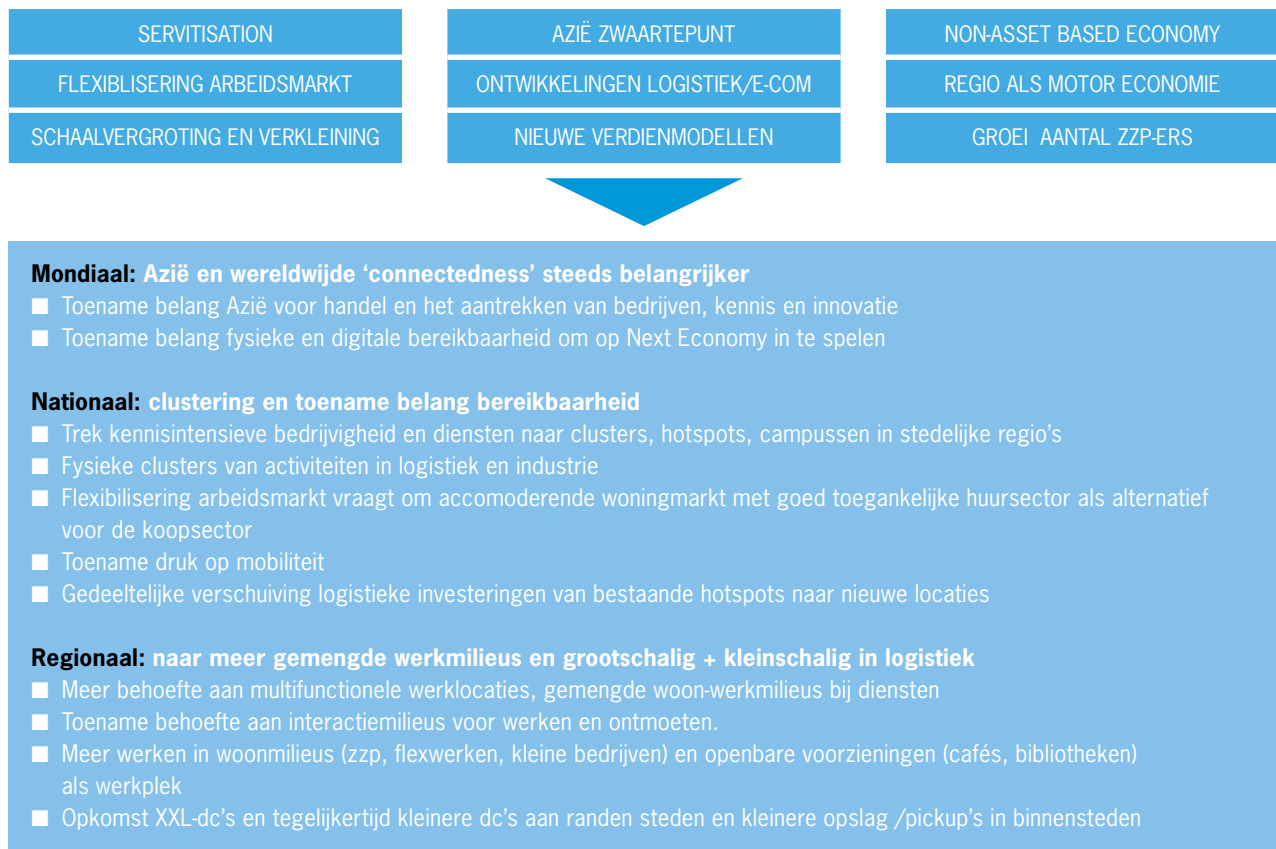 SERVITISATION
AZIË ZWAARTEPUNT
NON-ASSET BASED ECONOMY
FLEXIBLISERING ARBEIDSMARKT
ONTWIKKELINGEN LOGISTIEK/E-COM
REGIO ALS MOTOR ECONOMIE
SCHAALVERGROTING EN VERKLEINING
NIEUWE VERDIENMODELLEN
GROEI AANTAL ZZP-ERS
Mondiaal: Azië en wereldwijde ‘connectedness’ steeds belangrijker
■ Toename belang Azië voor handel en het aantrekken van bedrijven, kennis en innovatie
■ Toename belang fysieke en digitale bereikbaarheid om op Next Economy in te spelen
Nationaal: clustering en toename belang bereikbaarheid
■ Trek kennisintensieve bedrijvigheid en diensten naar clusters, hotspots, campussen in stedelijke regio’s
■ Fysieke clusters van activiteiten in logistiek en industrie
■ Flexibilisering arbeidsmarkt vraagt om accomoderende woningmarkt met goed toegankelijke huursector als alternatief
voor de koopsector
■ Toename druk op mobiliteit
■ Gedeeltelijke verschuiving logistieke investeringen van bestaande hotspots naar nieuwe locaties
Regionaal: naar meer gemengde werkmilieus en grootschalig + kleinschalig in logistiek
■ Meer behoefte aan multifunctionele werklocaties, gemengde woon-werkmilieus bij diensten
■ Toename behoefte aan interactiemilieus voor werken en ontmoeten.
■ Meer werken in woonmilieus (zzp, flexwerken, kleine bedrijven) en openbare voorzieningen (cafés, bibliotheken)
als werkplek
■ Opkomst XXL-dc’s en tegelijkertijd kleinere dc’s aan randen steden en kleinere opslag /pickup’s in binnensteden